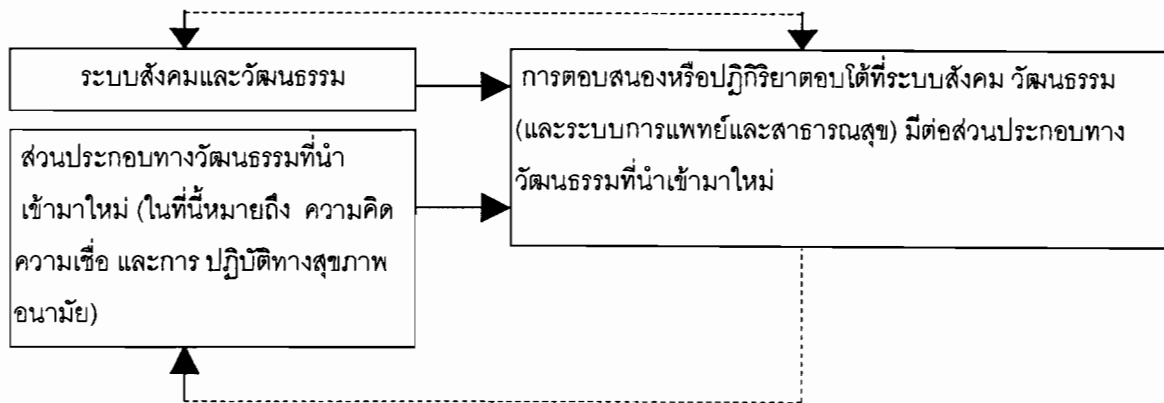 ระบบสังคมและวัฒนธรรม
ส่วนประกอบทางวัฒนธรรมที่นำ
เข้ามาใหม่ (ในที่นี้หมายถึง ความคิด
ความเชื่อ และการ ปฏิบัติทางสุขภาพ
อนามัย)
การตอบสนองหรือปฏิกิริยาตอบโต้ที่ระบบสังคม วัฒนธรรม
(และระบบการแพทย์และสาธารณสุข) มีต่อส่วนประกอบทาง
วัฒนธรรมที่นำเข้ามาใหม่